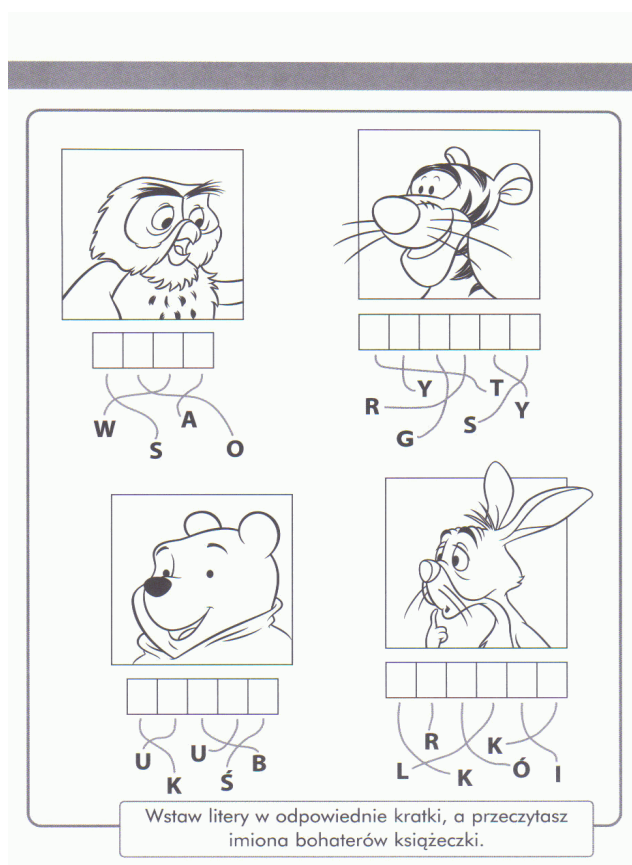 W S A O
R Y G S T Y
U K U Ś B
L R K K Ó I
Wstaw litery w odpowiednie kratki, a przeczytasz
imiona bohaterów książeczki.